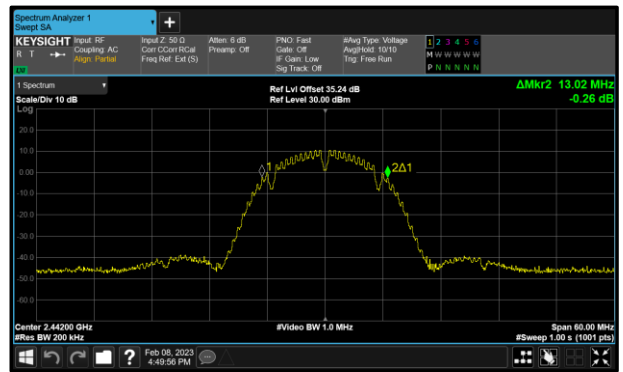 Spectrum Analyzer 1
Swept SA
+
KEYSIGHT Input: RF Input Z: 50 Ω Atten: 6 dB PNO: Fast #Avg Type: Voltage 1 2 3 4 5 6
R T Coupling: AC Corr CCorr RCal Preamp: Off Gate: Off Avg|Hold: 10/10 M W W W W W
Align: Partial Freq Ref: Ext (S) IF Gain: Low Trig: Free Run
Sig Track: Off P N N N N N
1 Spectrum Ref Lvl Offset 35.24 dB ΔMkr2 13.02 MHz
Scale/Div 10 dB Ref Level 30.00 dBm -0.26 dB
Log
20.0
10.0
0.00 1 2Δ1
-10.0
-20.0
-30.0
-40.0
-50.0
-60.0
Center 2.44200 GHz #Video BW 1.0 MHz Span 60.00 MHz
#Res BW 200 kHz #Sweep 1.00 s (1001 pts)
? Feb 08, 2023
4:49:56 PM